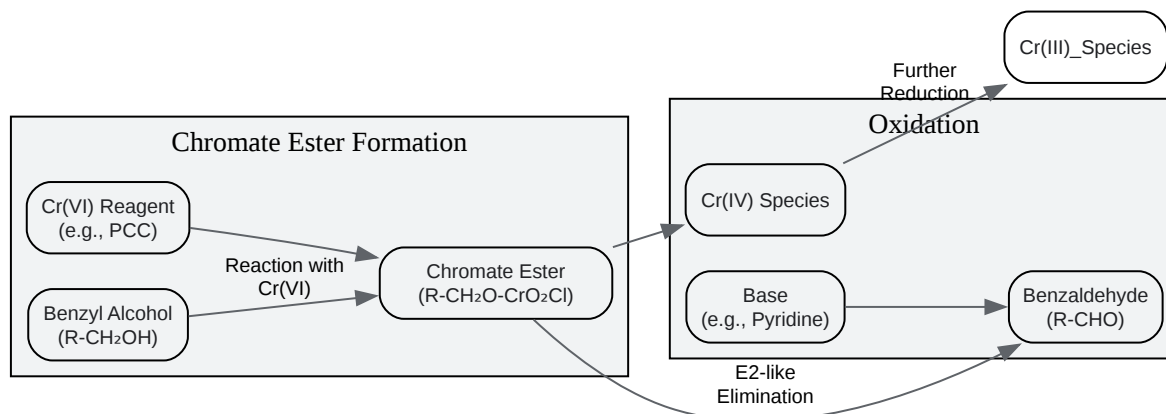 Cr(III)_Species
Further
Reduction
Oxidation
Chromate Ester Formation
Cr(VI) Reagent
(e.g., PCC)
Cr(IV) Species
Reaction with
Cr(VI)
Chromate Ester
(R-CH₂O-CrO₂Cl)
Benzyl Alcohol
(R-CH₂OH)
Base
(e.g., Pyridine)
Benzaldehyde
(R-CHO)
E2-like
Elimination